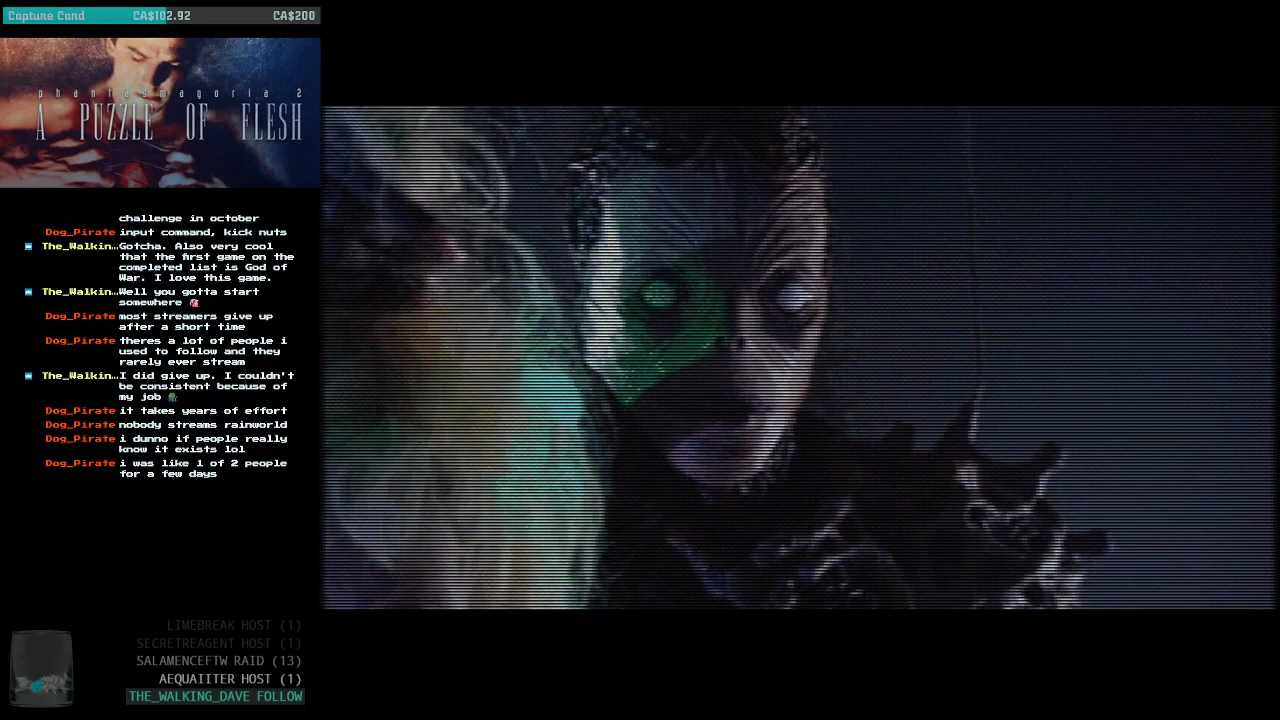 Capture Card CA$102.92 CA$200
phantasmagoria 2
A PUZZLE OF FLESH
challenge in october
Dog_Pirate input command, kick nuts
The_Walkin… Gotcha. Also very cool
that the first game on the
completed list is God of
War. I love this game.
The_Walkin… Well you gotta start
somewhere
Dog_Pirate most streamers give up
after a short time
Dog_Pirate theres a lot of people i
used to follow and they
rarely ever stream
The_Walkin… I did give up. I couldn't
be consistent because of
my job
Dog_Pirate it takes years of effort
Dog_Pirate nobody streams rainworld
Dog_Pirate i dunno if people really
know it exists lol
Dog_Pirate i was like 1 of 2 people
for a few days
LIMEBREAK HOST (1)
SECRETREAGENT HOST (1)
SALAMENCEFTW RAID (13)
AEQUAIITER HOST (1)
THE_WALKING_DAVE FOLLOW